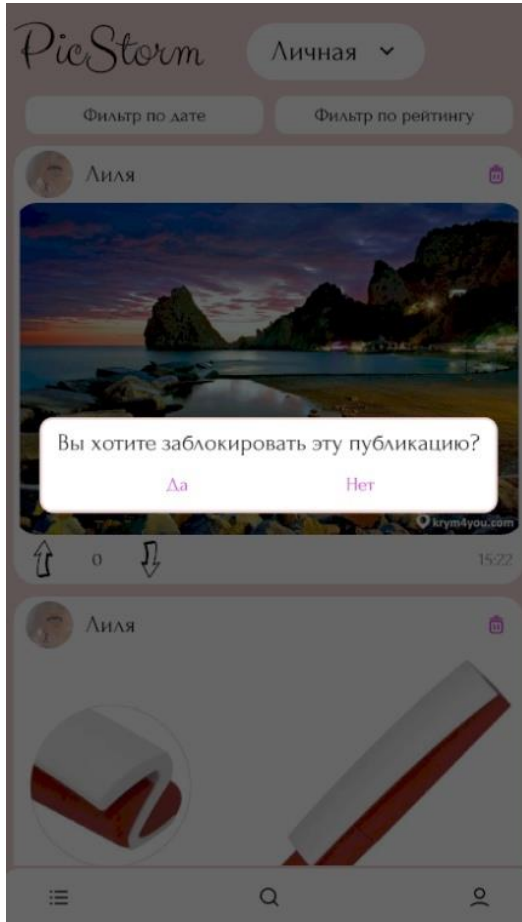 PicStorm
Личная
Фильтр по дате
Фильтр по рейтингу
Лиля
Вы хотите заблокировать эту публикацию?
Да
Нет
krym4you.com
0
15:22
Лиля